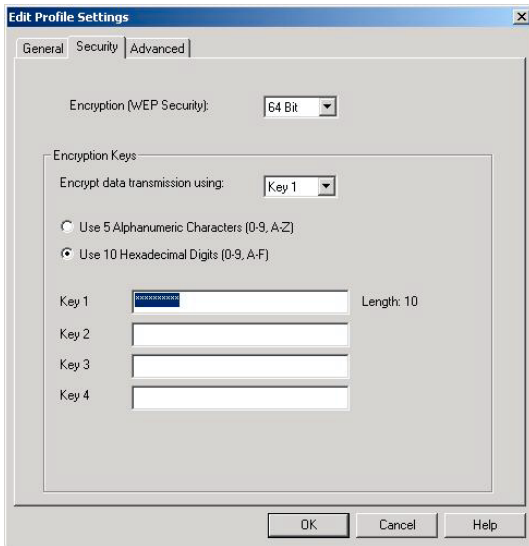 Edit Profile Settings
General Security Advanced
Encryption (WEP Security): 64 Bit
Encryption Keys
Encrypt data transmission using: Key 1
Use 5 Alphanumeric Characters (0-9, A-Z)
Use 10 Hexadecimal Digits (0-9, A-F)
Key 1 ********** Length: 10
Key 2
Key 3
Key 4
OK Cancel Help